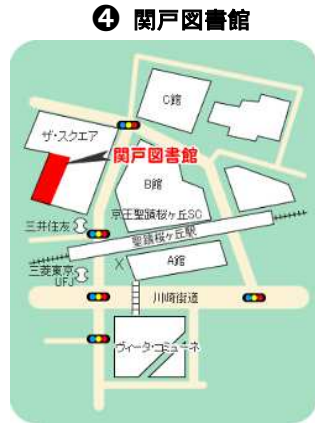 ❹ 関戸図書館
C館
ザ・スクエア
関戸図書館
B館
三井住友
京王聖蹟桜ヶ丘SC
聖蹟桜ヶ丘駅
三菱東京
UFJ
A館
川崎街道
ヴィータ・コミューネ